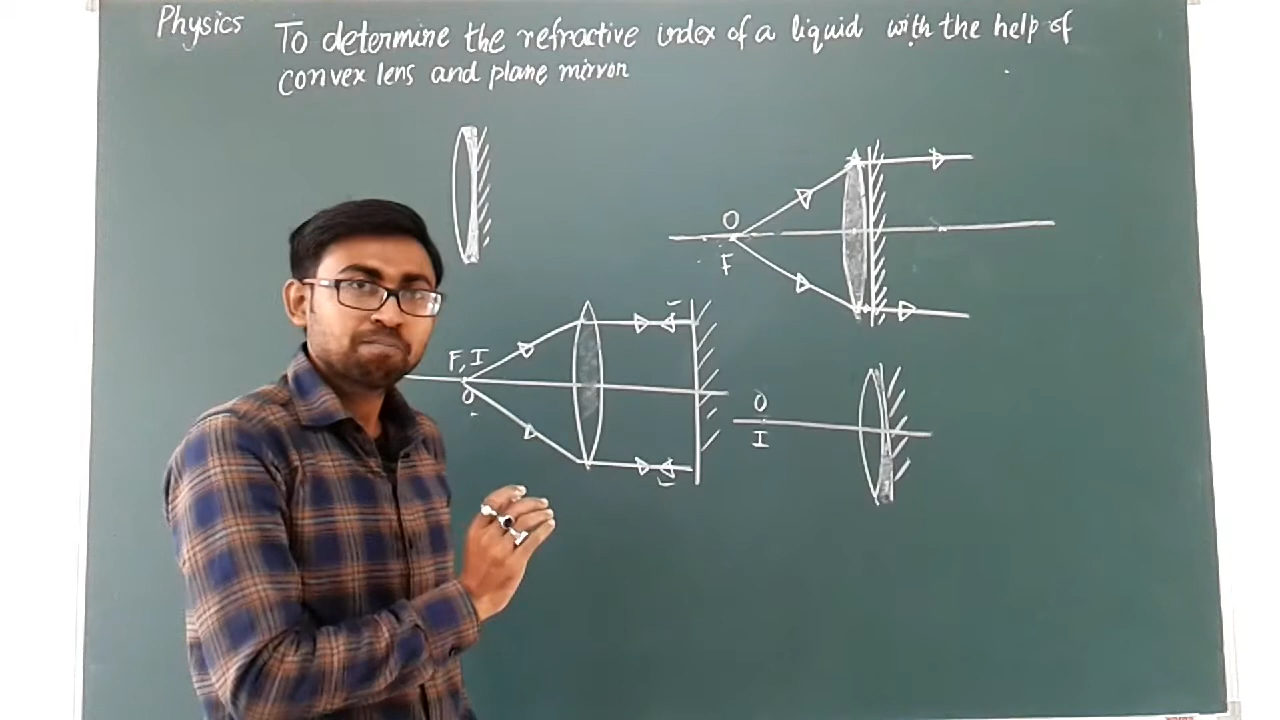 Physics
To determine the refractive index of a liquid with the help of
convex lens and plane mirror
O
F
F, I
O
O
I